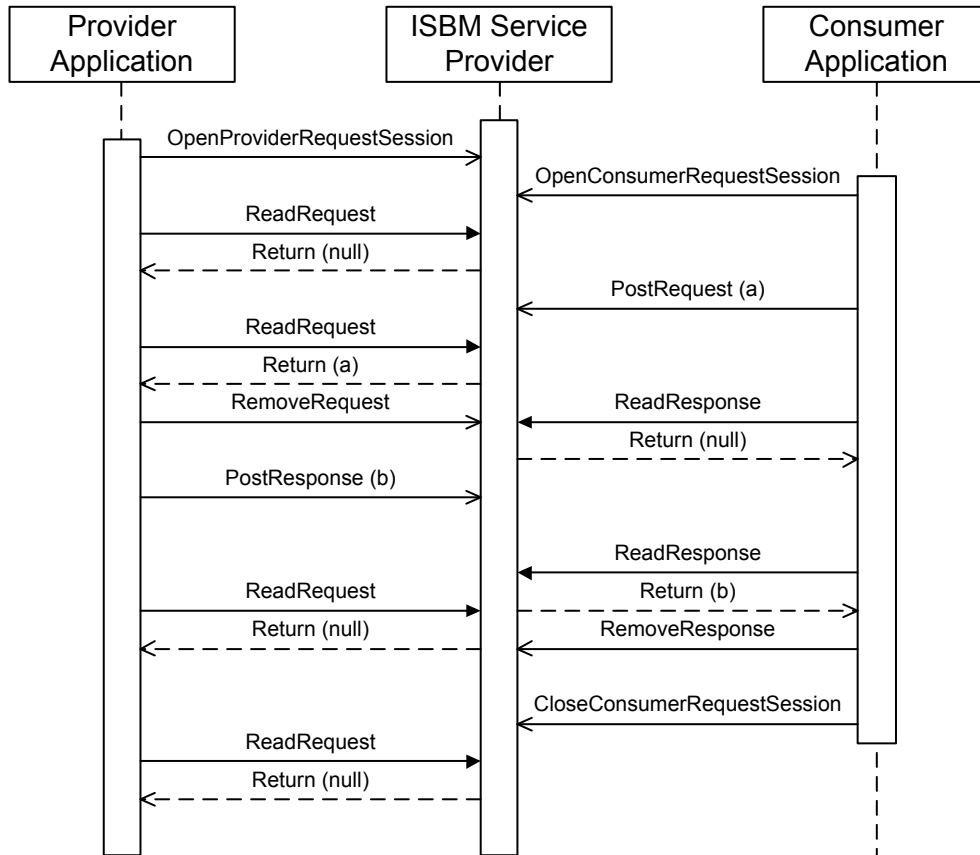 Provider
Application
ISBM Service
Provider
Consumer
Application
OpenProviderRequestSession
OpenConsumerRequestSession
ReadRequest
Return (null)
PostRequest (a)
ReadRequest
Return (a)
RemoveRequest
ReadResponse
Return (null)
PostResponse (b)
ReadResponse
ReadRequest
Return (b)
Return (null)
RemoveResponse
CloseConsumerRequestSession
ReadRequest
Return (null)